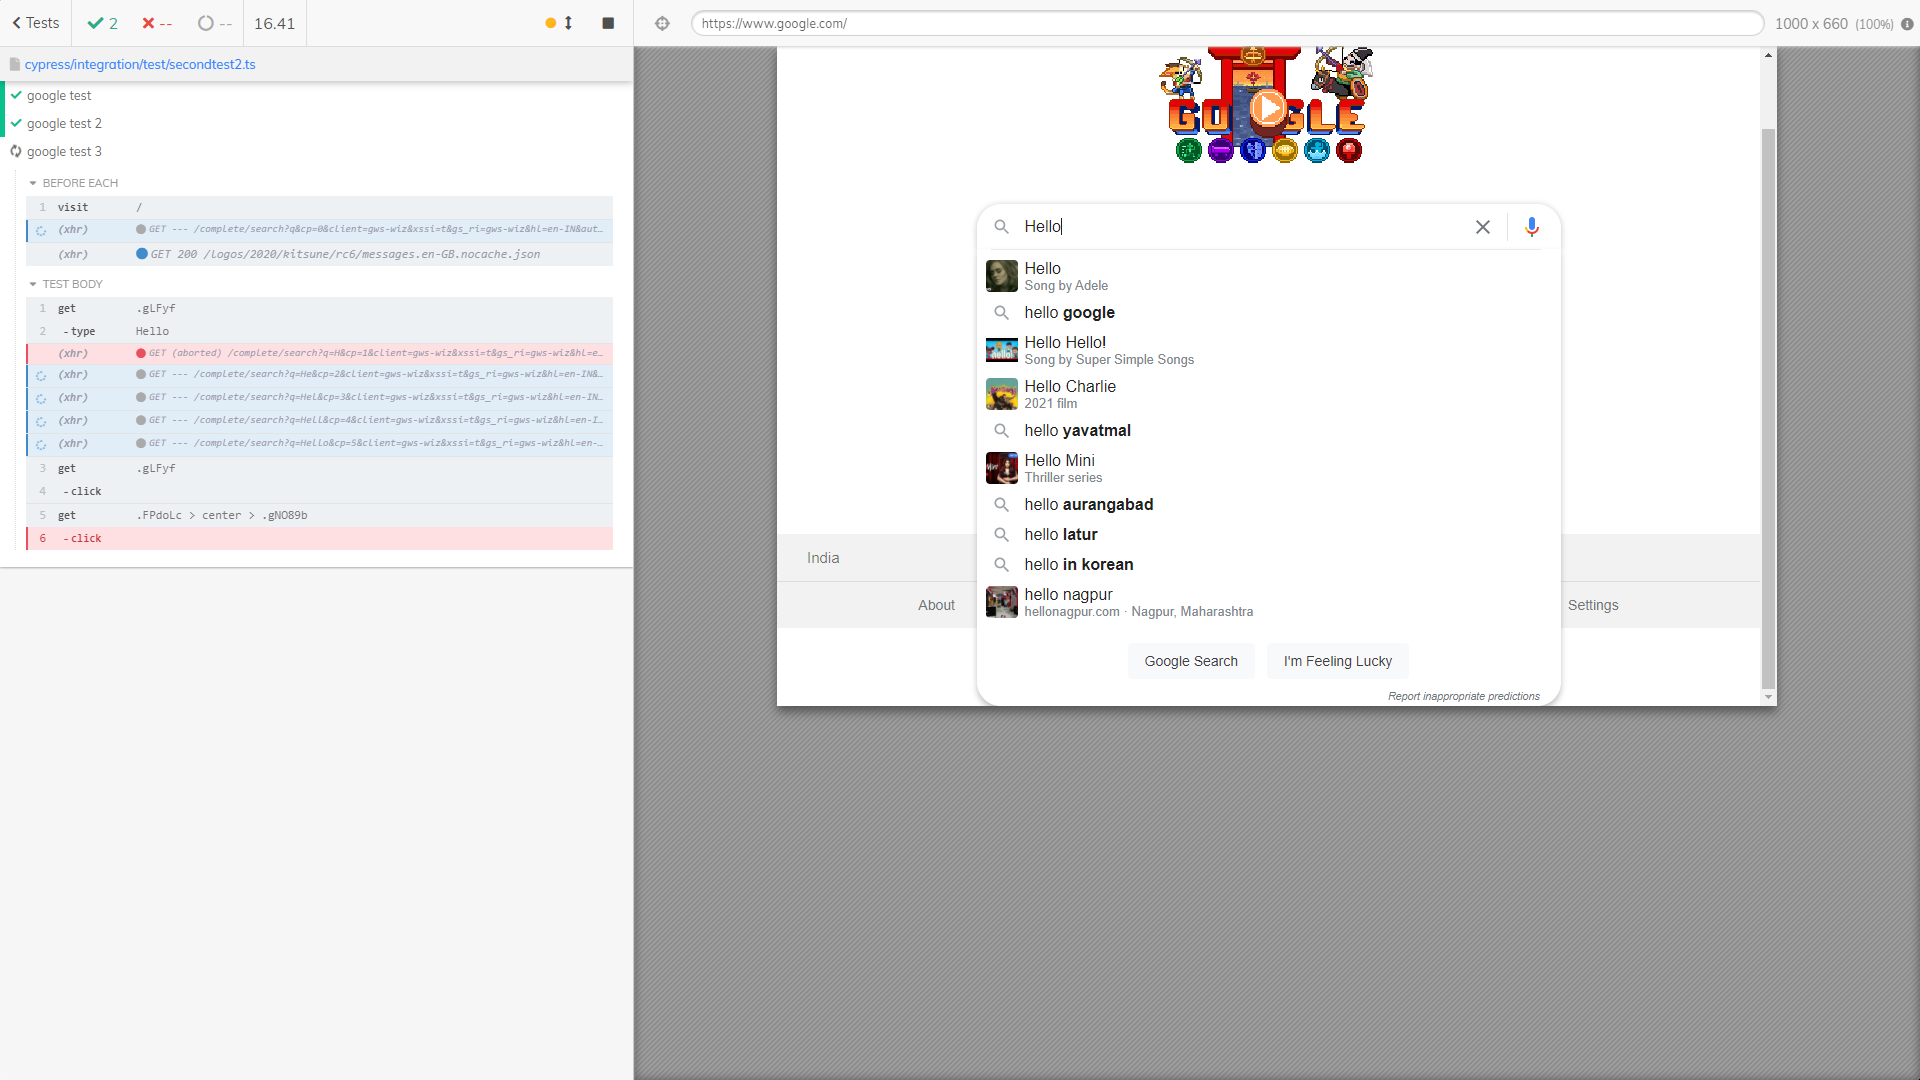 Tests
2
--
--
16.41
https://www.google.com/
1000 x 660 (100%)
cypress/integration/test/secondtest2.ts
google test
google test 2
google test 3
BEFORE EACH
1 visit /
(xhr) GET --- /complete/search?q&cp=0&client=gws-wiz&xssi=t&gs_ri=gws-wiz&hl=en-IN&aut...
(xhr) GET 200 /logos/2020/kitsune/rc6/messages.en-GB.nocache.json
TEST BODY
1 get .gLFyf
2 -type Hello
(xhr) GET (aborted) /complete/search?q=H&cp=1&client=gws-wiz&xssi=t&gs_ri=gws-wiz&hl=e...
(xhr) GET --- /complete/search?q=He&cp=2&client=gws-wiz&xssi=t&gs_ri=gws-wiz&hl=en-IN&...
(xhr) GET --- /complete/search?q=Hel&cp=3&client=gws-wiz&xssi=t&gs_ri=gws-wiz&hl=en-IN...
(xhr) GET --- /complete/search?q=Hell&cp=4&client=gws-wiz&xssi=t&gs_ri=gws-wiz&hl=en-I...
(xhr) GET --- /complete/search?q=Hello&cp=5&client=gws-wiz&xssi=t&gs_ri=gws-wiz&hl=en-...
3 get .gLFyf
4 -click
5 get .FPdoLc > center > .gNO89b
6 -click
GOOGLE
Hello
Hello
Song by Adele
hello google
Hello Hello!
Song by Super Simple Songs
Hello Charlie
2021 film
hello yavatmal
Hello Mini
Thriller series
hello aurangabad
hello latur
hello in korean
hello nagpur
hellonagpur.com · Nagpur, Maharashtra
Google Search
I'm Feeling Lucky
Report inappropriate predictions
India
About
Settings